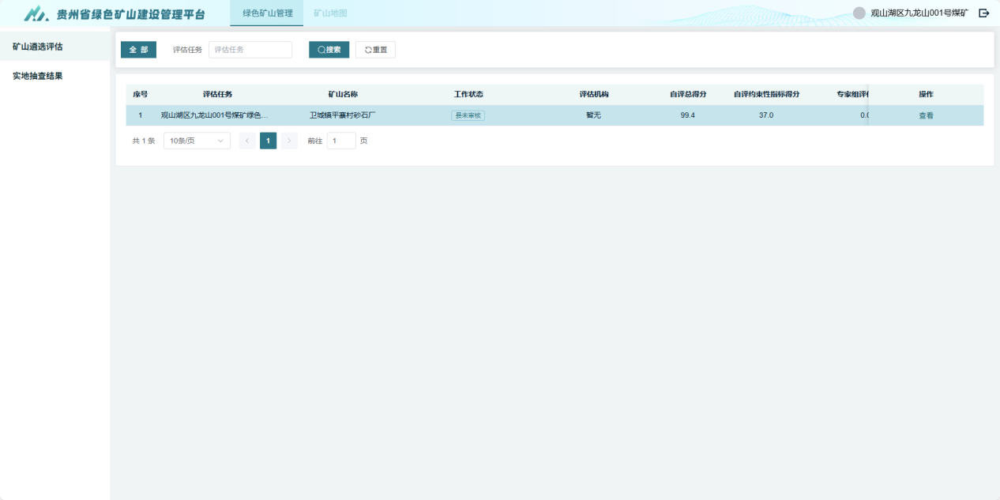 贵州省绿色矿山建设管理平台 绿色矿山管理 矿山地图 观山湖区九龙山001号煤矿
矿山遴选评估
实地抽查结果
全 部 评估任务 评估任务 搜索 重置
序号 评估任务 矿山名称 工作状态 评估机构 自评总得分 自评约束性指标得分 专家组评 操作
1 观山湖区九龙山001号煤矿绿色... 卫城镇平寨村砂石厂 县未审核 暂无 99.4 37.0 0.0 查看
共 1 条 10条/页 1 前往 1 页